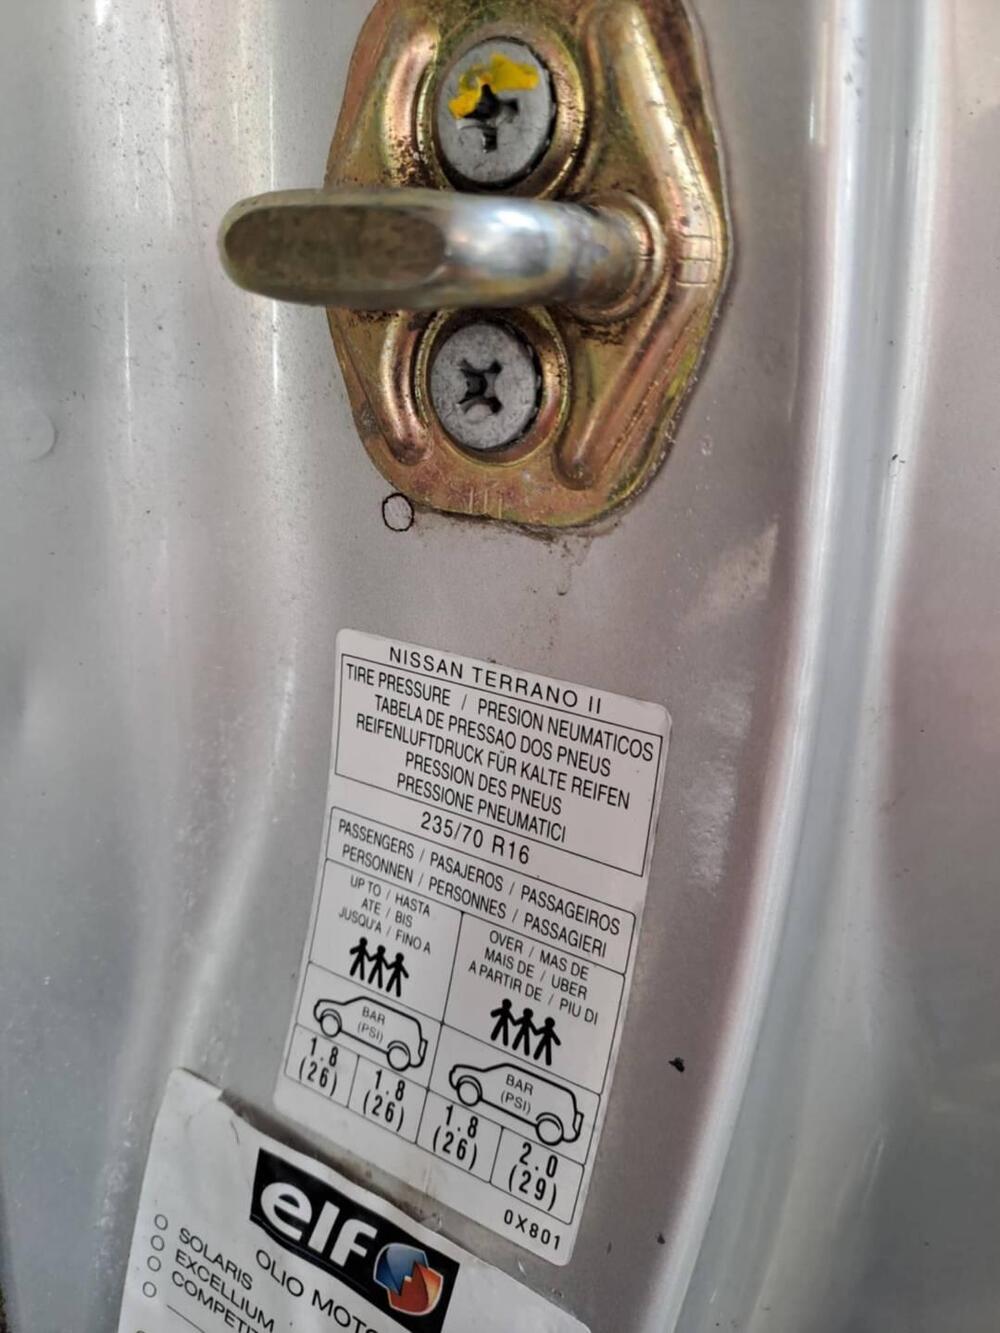 NISSAN TERRANO II
TIRE PRESSURE / PRESION NEUMATICOS
TABELA DE PRESSAO DOS PNEUS
REIFENLUFTDRUCK FÜR KALTE REIFEN
PRESSION DES PNEUS
PRESSIONE PNEUMATICI
235/70 R16
PASSENGERS / PASAJEROS / PASSAGEIROS
PERSONNEN / PERSONNES / PASSAGIERI
UP TO / HASTA
ATE / BIS
JUSQU'A / FINO A
OVER / MAS DE
MAIS DE / UBER
A PARTIR DE / PIU DI
BAR
(PSI)
BAR
(PSI)
1.8
(26)
1.8
(26)
1.8
(26)
2.0
(29)
0X801
elf
OLIO MOTO
SOLARIS
EXCELLIUM
COMPETIT